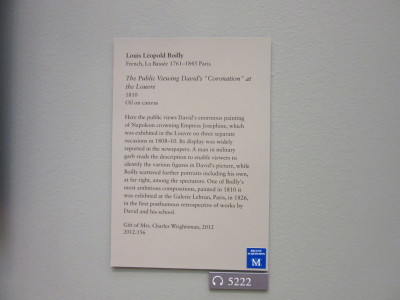 Louis Léopold Boilly
French, La Bassée 1761–1845 Paris
The Public Viewing David's "Coronation" at
the Louvre
1810
Oil on canvas
Here the public views David's enormous painting
of Napoleon crowning Empress Josephine, which
was exhibited in the Louvre on three separate
occasions in 1808–10. Its display was widely
reported in the newspapers. A man in military
garb reads the description to enable viewers to
identify the various figures in David's picture, while
Boilly scattered further portraits including his own,
at far right, among the spectators. One of Boilly's
most ambitious compositions, painted in 1810 it
was exhibited at the Galerie Lebrun, Paris, in 1826,
in the first posthumous retrospective of works by
David and his school.
Gift of Mrs. Charles Wrightsman, 2012
2012.156
M
5222